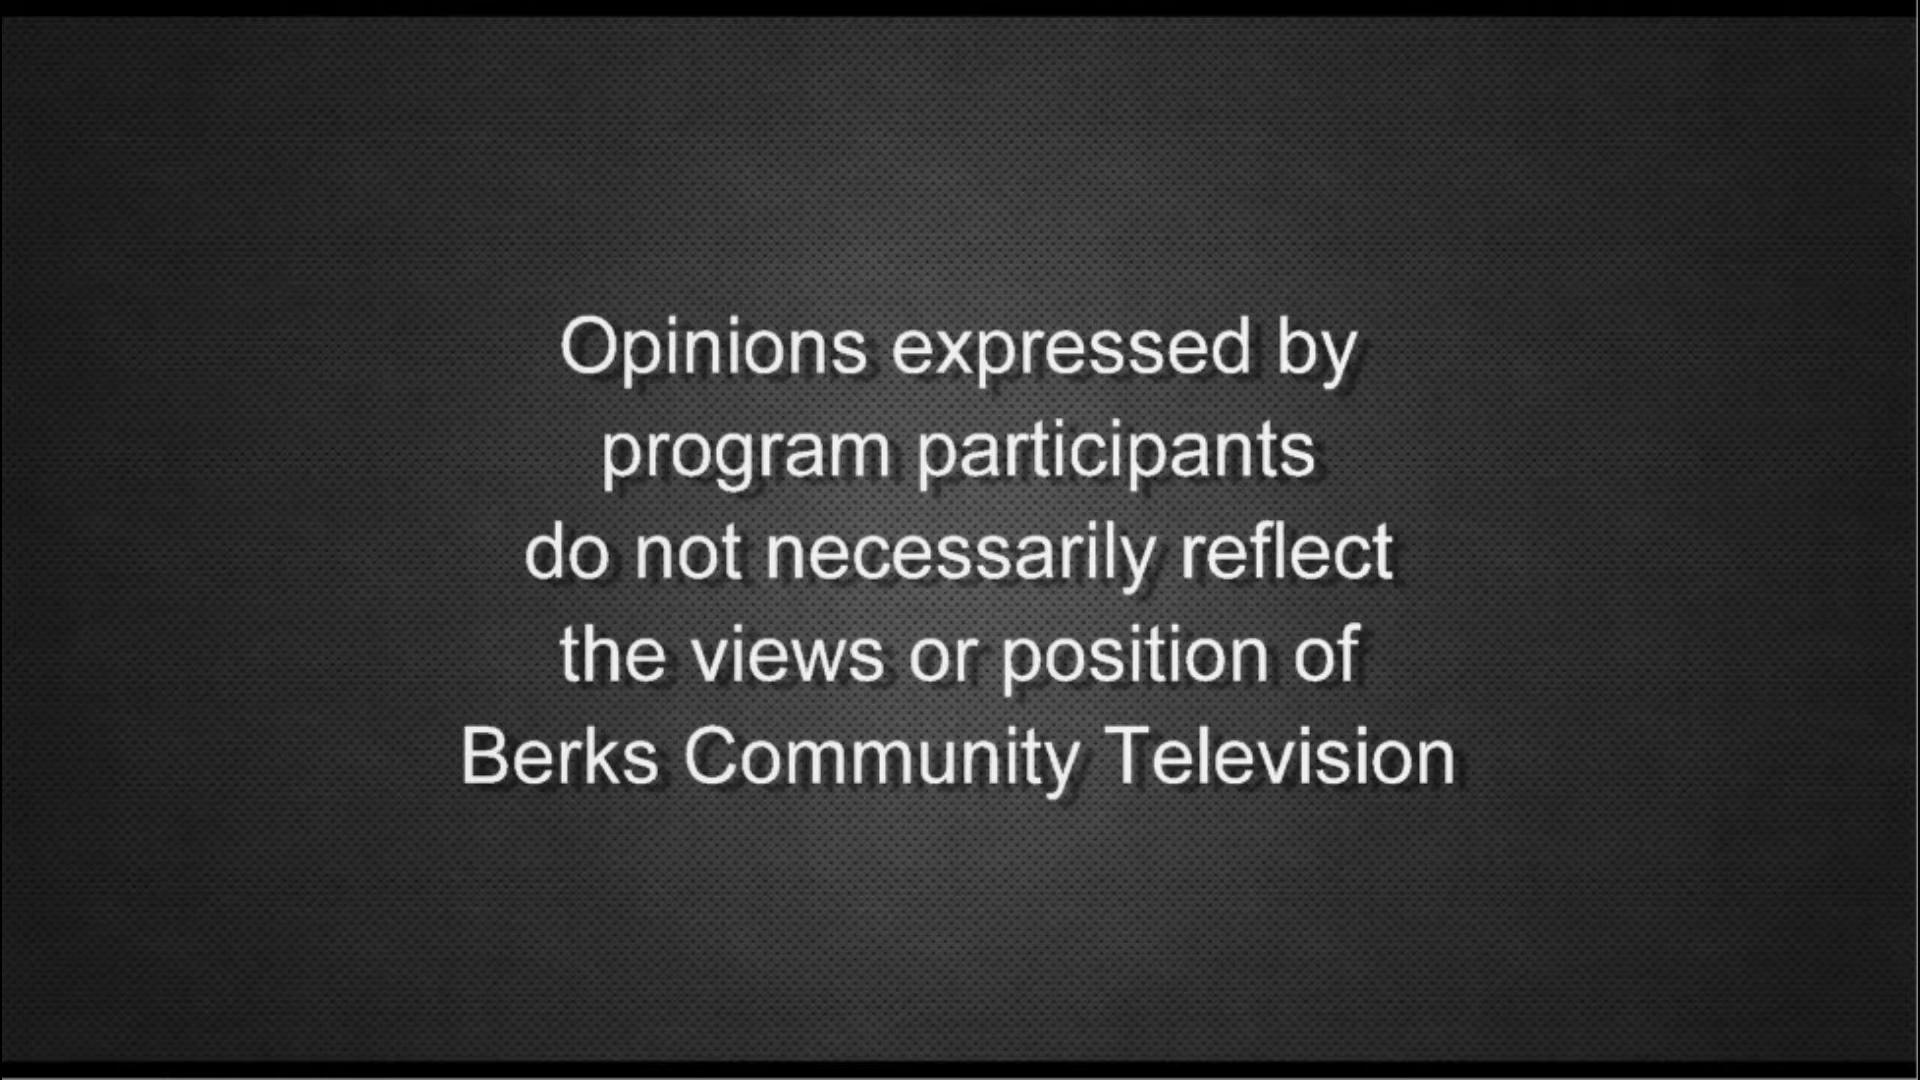 Opinions expressed by
program participants
do not necessarily reflect
the views or position of
Berks Community Television